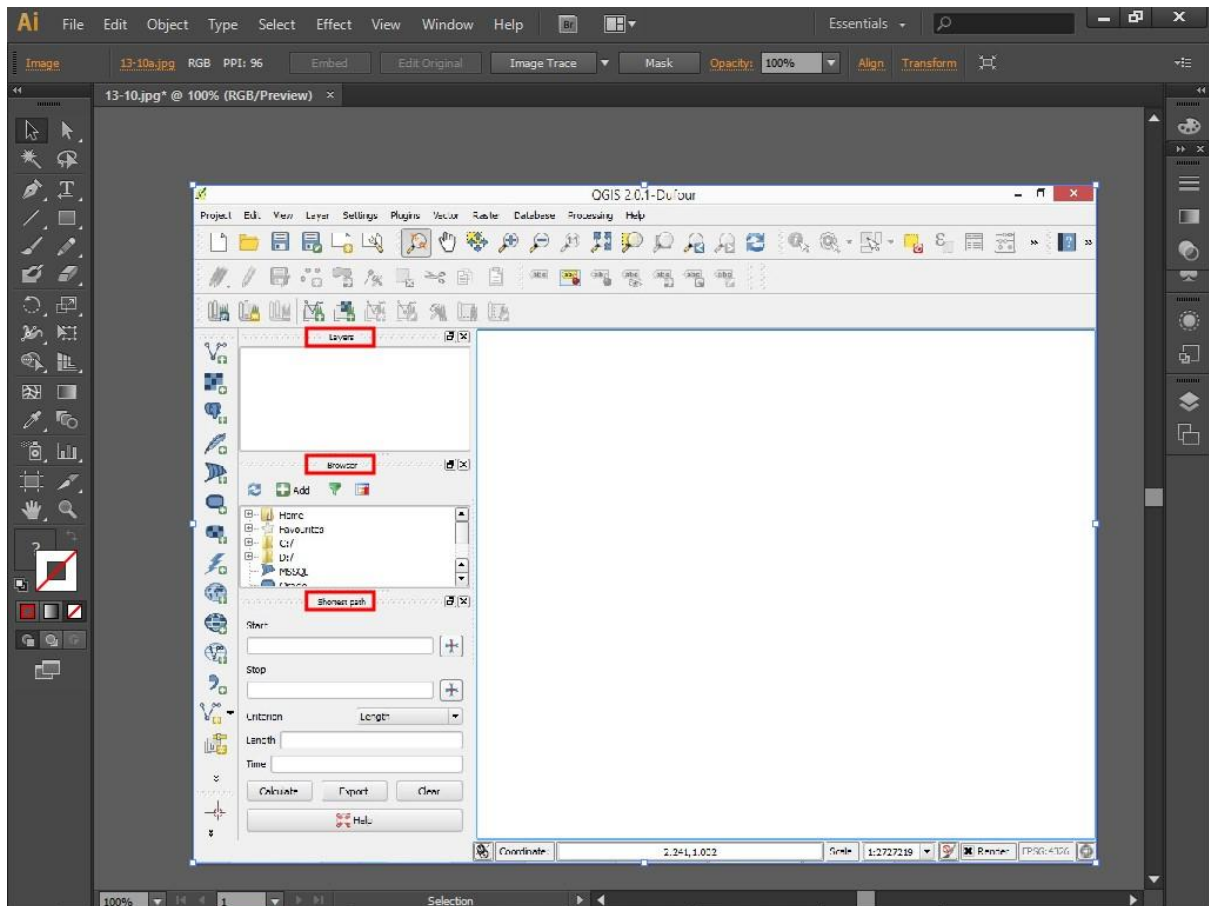 Ai File Edit Object Type Select Effect View Window Help Br Essentials
Image 13-10a.jpg RGB PPI: 96 Embed Edit Original Image Trace Mask Opacity: 100% Align Transform
13-10.jpg* @ 100% (RGB/Preview) ×
QGIS 2.0.1-Dufour
Project Edit View Layer Settings Plugins Vector Raster Database Processing Help
Layers
Browser
Add
Home
Favourites
C:/
D:/
MSSQL
Shortest path
Start
Stop
Criterion Length
Length
Time
Calculate Export Clear
Help
Coordinate: 2.241,1.002 Scale 1:2727219 Render EPSG:4326
100% 1 Selection